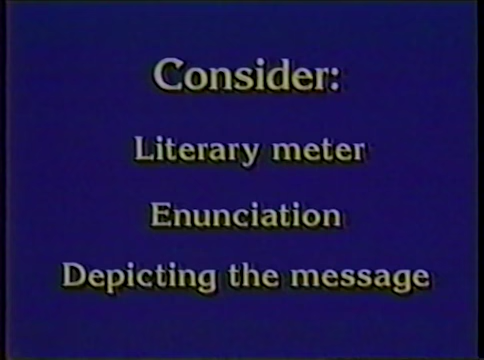 Consider:
Literary meter
Enunciation
Depicting the message